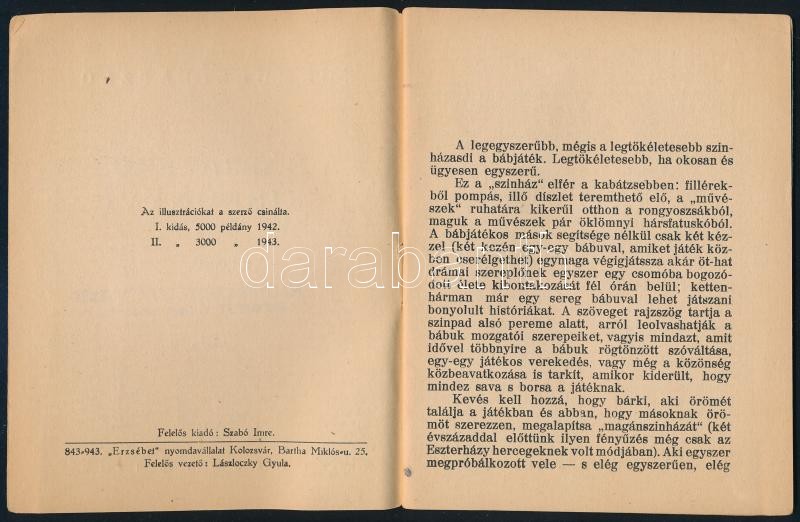 Az illusztrációkat a szerző csinálta.
I. kidás, 5000 példány 1942.
II. „ 3000 „ 1943.
Felelős kiadó: Szabó Imre.
843-943. „Erzsébet" nyomdavállalat Kolozsvár, Bartha Miklós-u. 25.
Felelős vezető: Lászloczky Gyula.
A legegyszerűbb, mégis a legtökéletesebb szin-
házasdi a bábjáték. Legtökéletesebb, ha okosan és
ügyesen egyszerű.
Ez a „szinház" elfér a kabátzsebben: fillérek-
ből pompás, illő díszlet teremthető elő, a „művé-
szek" ruhatára kikerűl otthon a rongyoszsákból,
maguk a művészek pár öklömnyi hársfatuskóból.
A bábjátékos mások segítsége nélkül csak két kéz-
zel (két kezén egy-egy bábuval, amiket játék köz-
ben cserélgethet) egymaga végigjátssza akár öt-hat
drámai szereplőnek egyszer egy csomóba bogozó-
dott élete kibontakozását fél órán belül; ketten-
hárman már egy sereg bábuval lehet játszani
bonyolult históriákat. A szöveget rajzszög tartja a
szinpad alsó pereme alatt, arról leolvashatják a
bábuk mozgatói szerepeiket, vagyis mindazt, amit
idővel többnyire a bábuk rögtönzött szóváltása,
egy-egy játékos verekedés, vagy még a közönség
közbeavatkozása is tarkít, amikor kiderült, hogy
mindez sava s borsa a játéknak.
Kevés kell hozzá, hogy bárki, aki örömét
találja a játékban és abban, hogy másoknak örö-
möt szerezzen, megalapítsa „magánszinházát" (két
évszázaddal előttünk ilyen fényűzés még csak az
Eszterházy hercegeknek volt módjában). Aki egyszer
megpróbálkozott vele — s elég egyszerűen, elég
darabanth.com